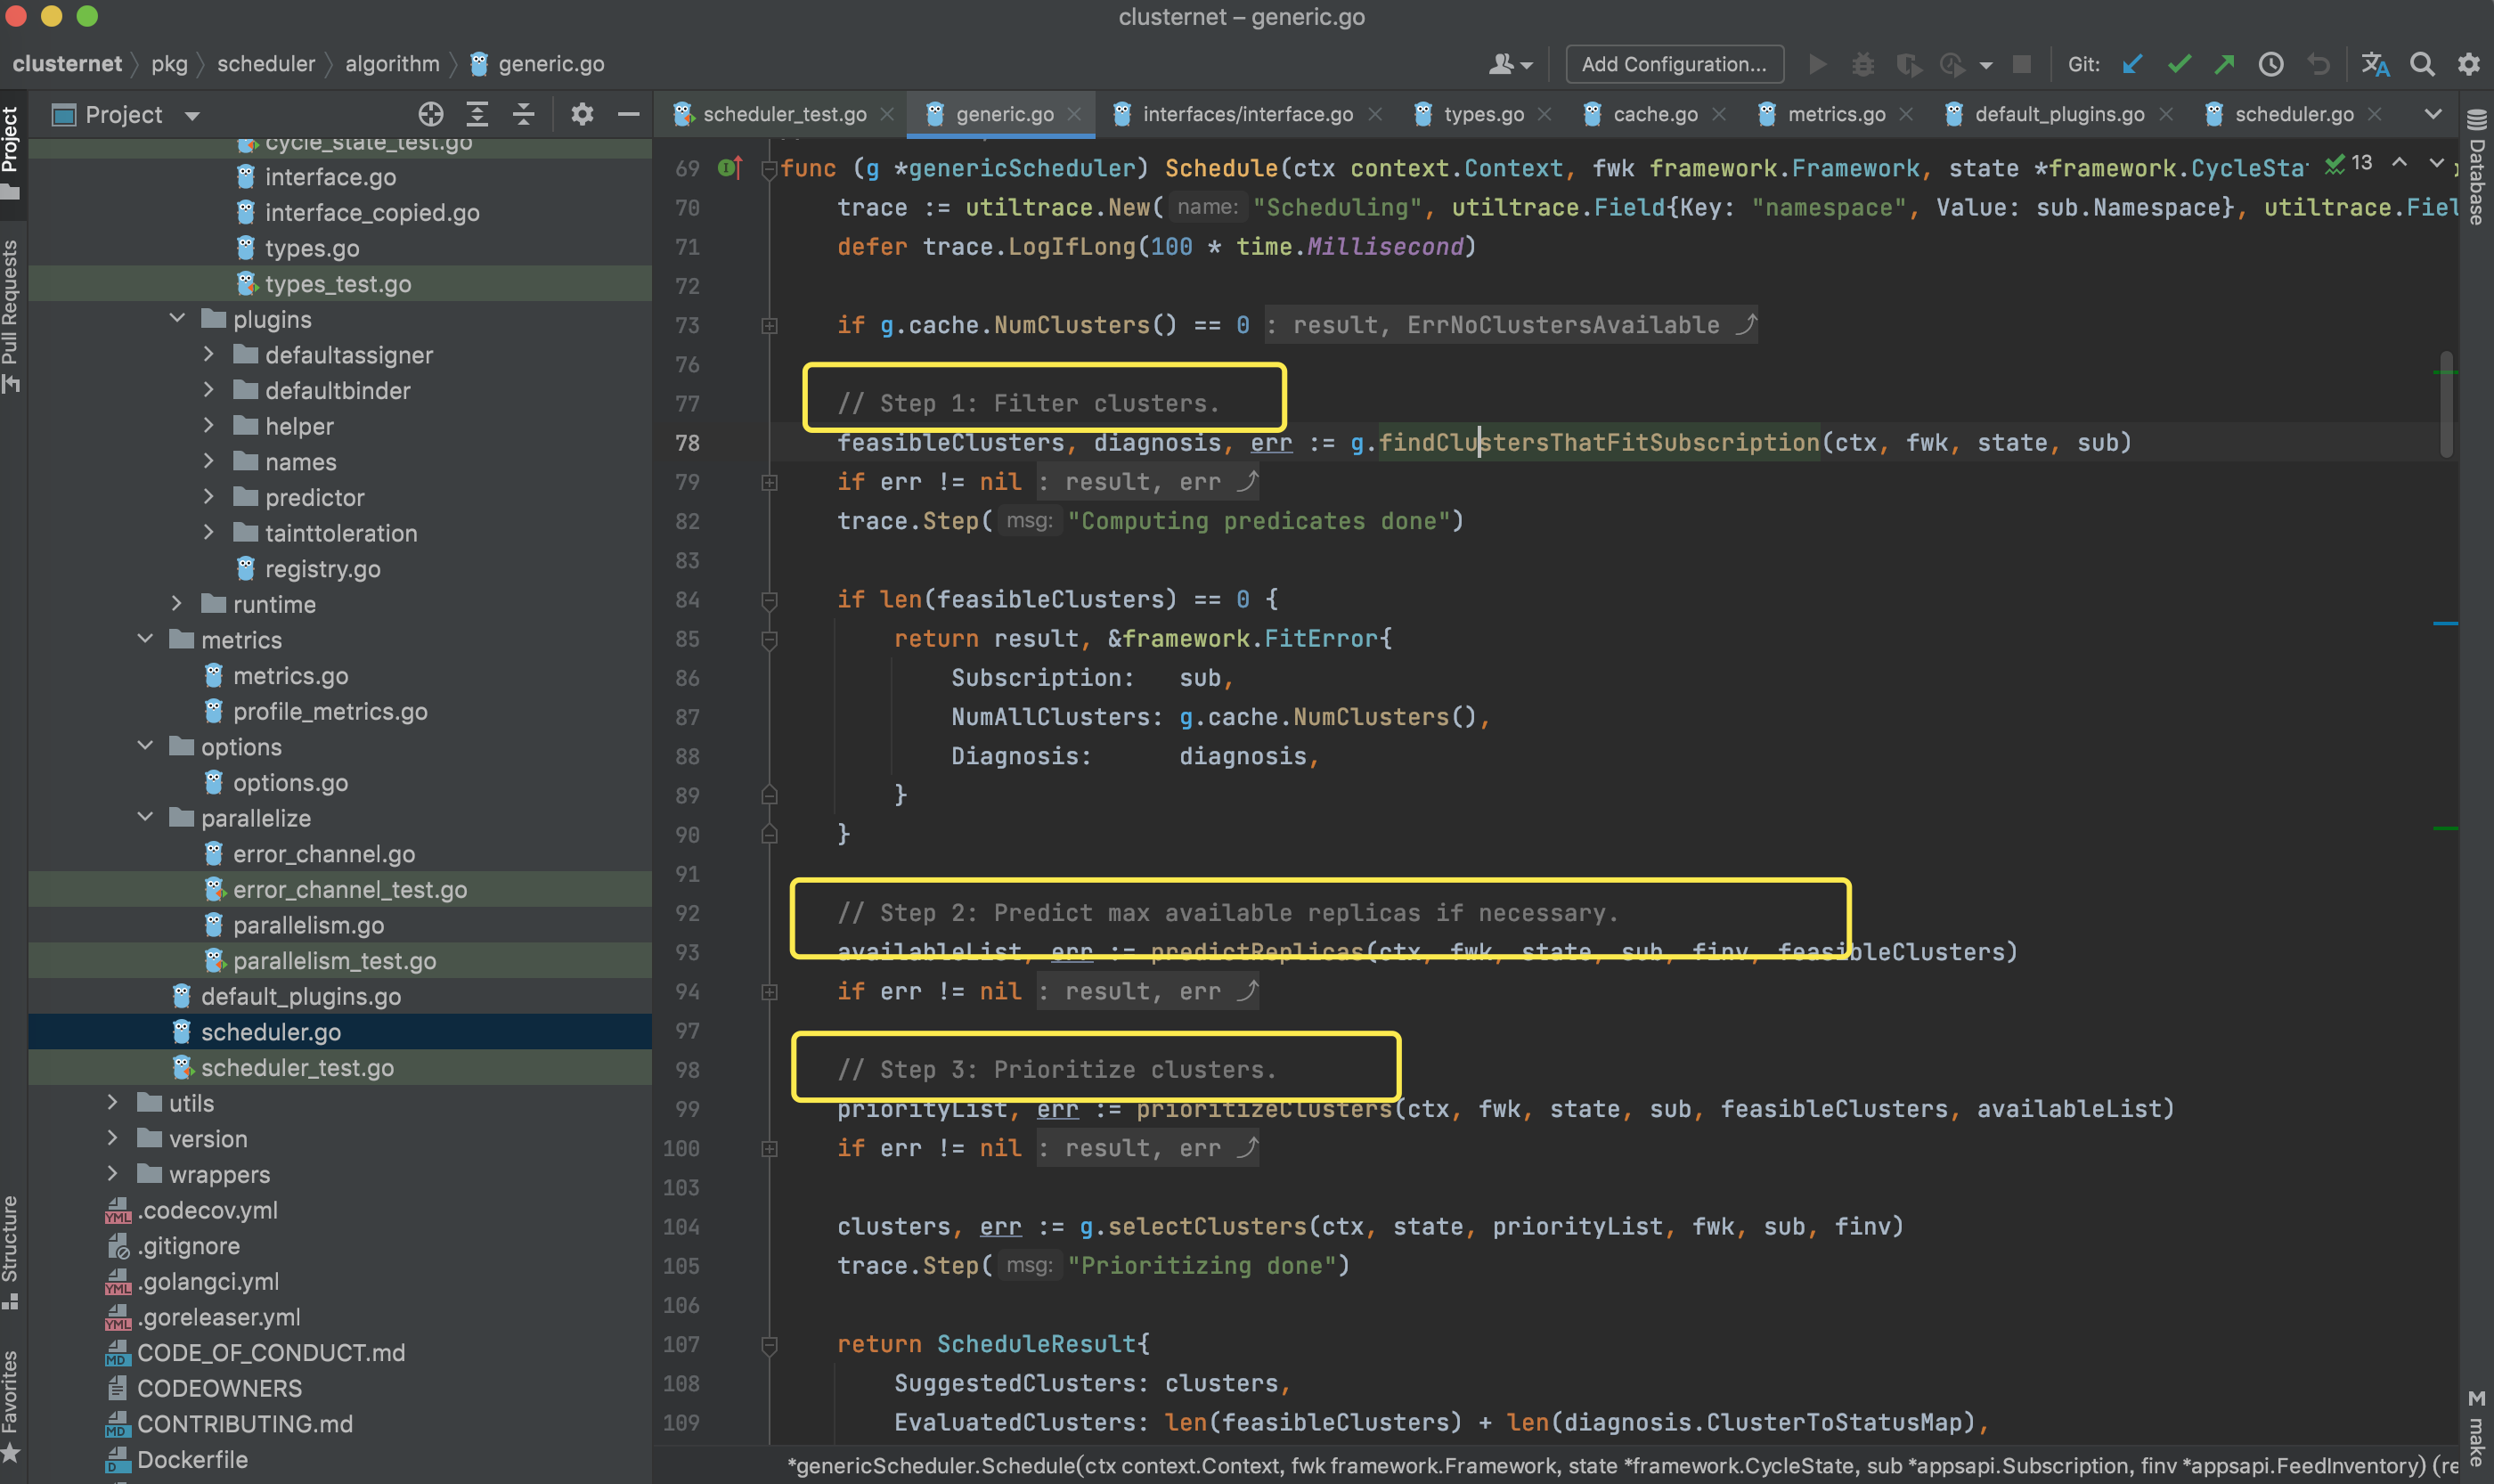 clusternet – generic.go
clusternet pkg scheduler algorithm generic.go
Add Configuration...
Git:
Project
Project
Pull Requests
Structure
Favorites
cycle_state_test.go
interface.go
interface_copied.go
types.go
types_test.go
plugins
defaultassigner
defaultbinder
helper
names
predictor
tainttoleration
registry.go
runtime
metrics
metrics.go
profile_metrics.go
options
options.go
parallelize
error_channel.go
error_channel_test.go
parallelism.go
parallelism_test.go
default_plugins.go
scheduler.go
scheduler_test.go
utils
version
wrappers
.codecov.yml
.gitignore
.golangci.yml
.goreleaser.yml
CODE_OF_CONDUCT.md
CODEOWNERS
CONTRIBUTING.md
Dockerfile
scheduler_test.go generic.go interfaces/interface.go types.go cache.go metrics.go default_plugins.go scheduler.go
69 func (g *genericScheduler) Schedule(ctx context.Context, fwk framework.Framework, state *framework.CycleSta 13
70 trace := utiltrace.New( name: "Scheduling", utiltrace.Field{Key: "namespace", Value: sub.Namespace}, utiltrace.Fiel
71 defer trace.LogIfLong(100 * time.Millisecond)
72
73 if g.cache.NumClusters() == 0 : result, ErrNoClustersAvailable ⤴
76
77 // Step 1: Filter clusters.
78 feasibleClusters, diagnosis, err := g.findClustersThatFitSubscription(ctx, fwk, state, sub)
79 if err != nil : result, err ⤴
82 trace.Step( msg: "Computing predicates done")
83
84 if len(feasibleClusters) == 0 {
85 return result, &framework.FitError{
86 Subscription: sub,
87 NumAllClusters: g.cache.NumClusters(),
88 Diagnosis: diagnosis,
89 }
90 }
91
92 // Step 2: Predict max available replicas if necessary.
93 availableList, err := predictReplicas(ctx, fwk, state, sub, finv, feasibleClusters)
94 if err != nil : result, err ⤴
97
98 // Step 3: Prioritize clusters.
99 priorityList, err := prioritizeClusters(ctx, fwk, state, sub, feasibleClusters, availableList)
100 if err != nil : result, err ⤴
103
104 clusters, err := g.selectClusters(ctx, state, priorityList, fwk, sub, finv)
105 trace.Step( msg: "Prioritizing done")
106
107 return ScheduleResult{
108 SuggestedClusters: clusters,
109 EvaluatedClusters: len(feasibleClusters) + len(diagnosis.ClusterToStatusMap),
*genericScheduler.Schedule(ctx context.Context, fwk framework.Framework, state *framework.CycleState, sub *appsapi.Subscription, finv *appsapi.FeedInventory) (re
Database
make